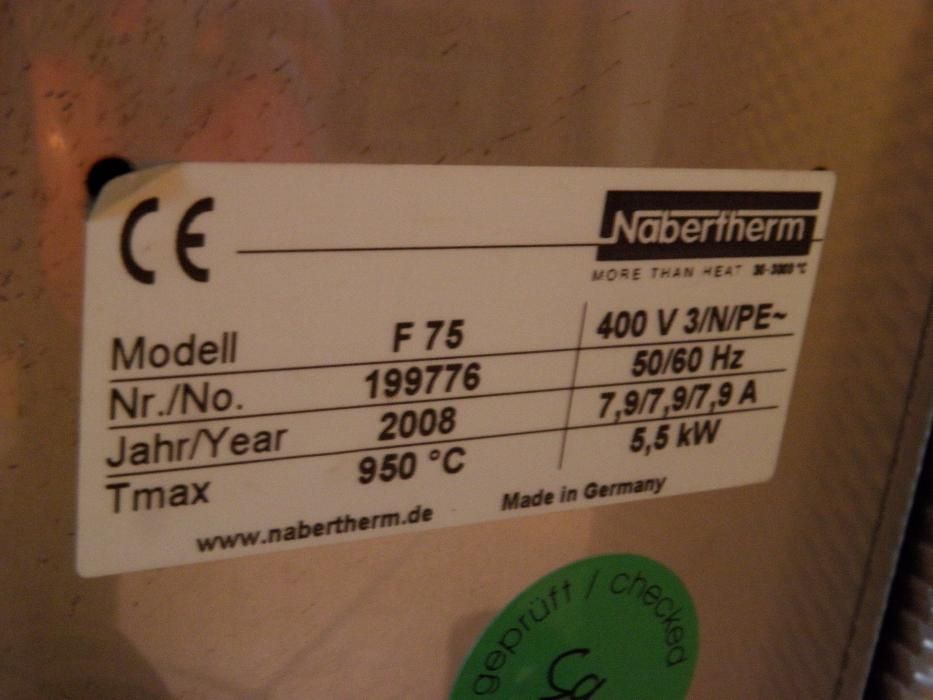 CE
Nabertherm
MORE THAN HEAT 30-3000 °C
Modell F 75 400 V 3/N/PE~
Nr./No. 199776 50/60 Hz
Jahr/Year 2008 7,9/7,9/7,9 A
Tmax 950 °C 5,5 kW
www.nabertherm.de Made in Germany
geprüft / checked